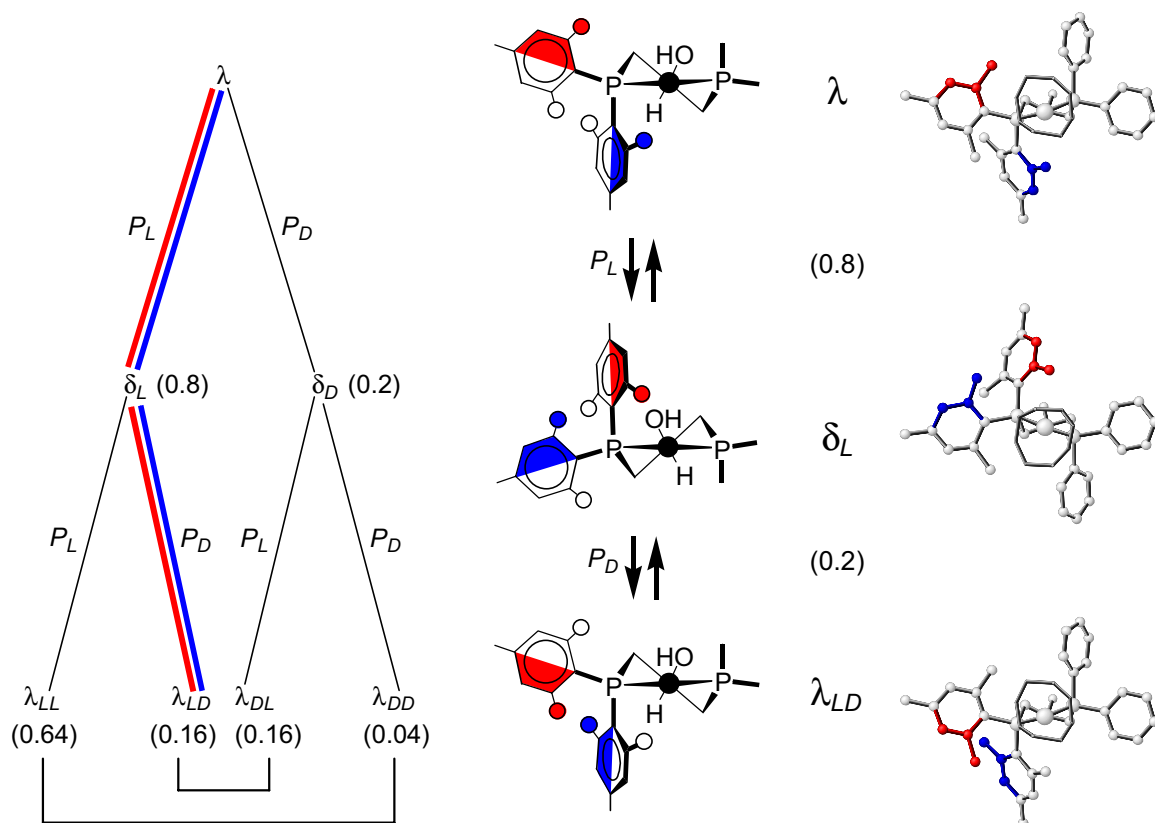 λ
P_L
P_D
δ_L (0.8)
δ_D (0.2)
P_L
P_D
P_L
P_D
λ_LL
λ_LD
λ_DL
λ_DD
(0.64)
(0.16)
(0.16)
(0.04)
HO
P
P
H
λ
P_L
(0.8)
OH
P
P
H
δ_L
P_D
(0.2)
HO
P
P
H
λ_LD